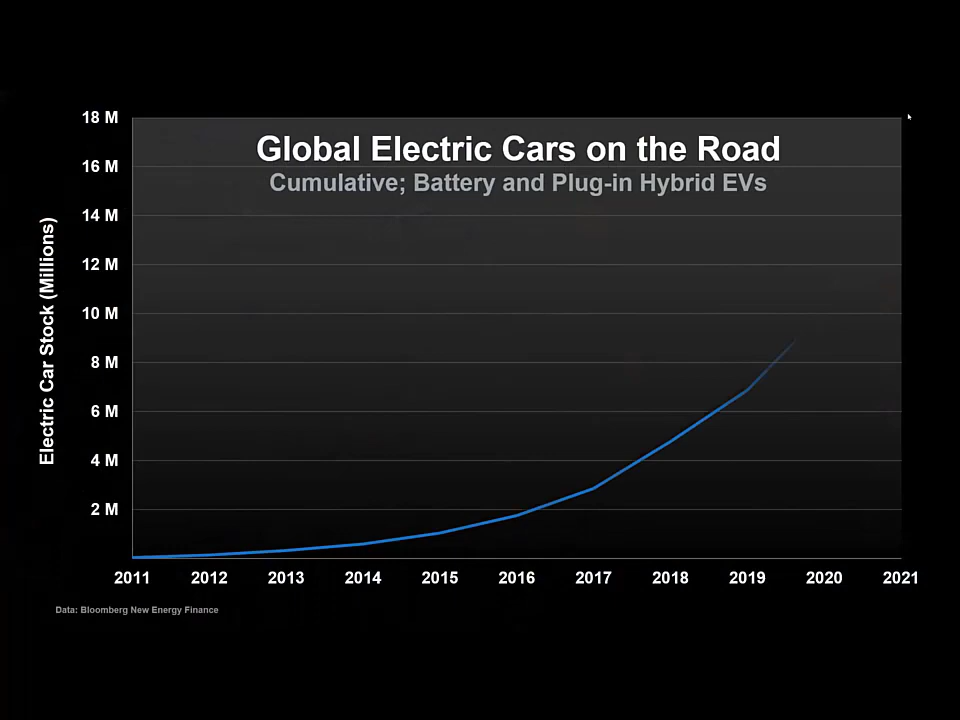 Global Electric Cars on the Road
Cumulative; Battery and Plug-in Hybrid EVs
Electric Car Stock (Millions)
18 M
16 M
14 M
12 M
10 M
8 M
6 M
4 M
2 M
2011 2012 2013 2014 2015 2016 2017 2018 2019 2020 2021
Data: Bloomberg New Energy Finance